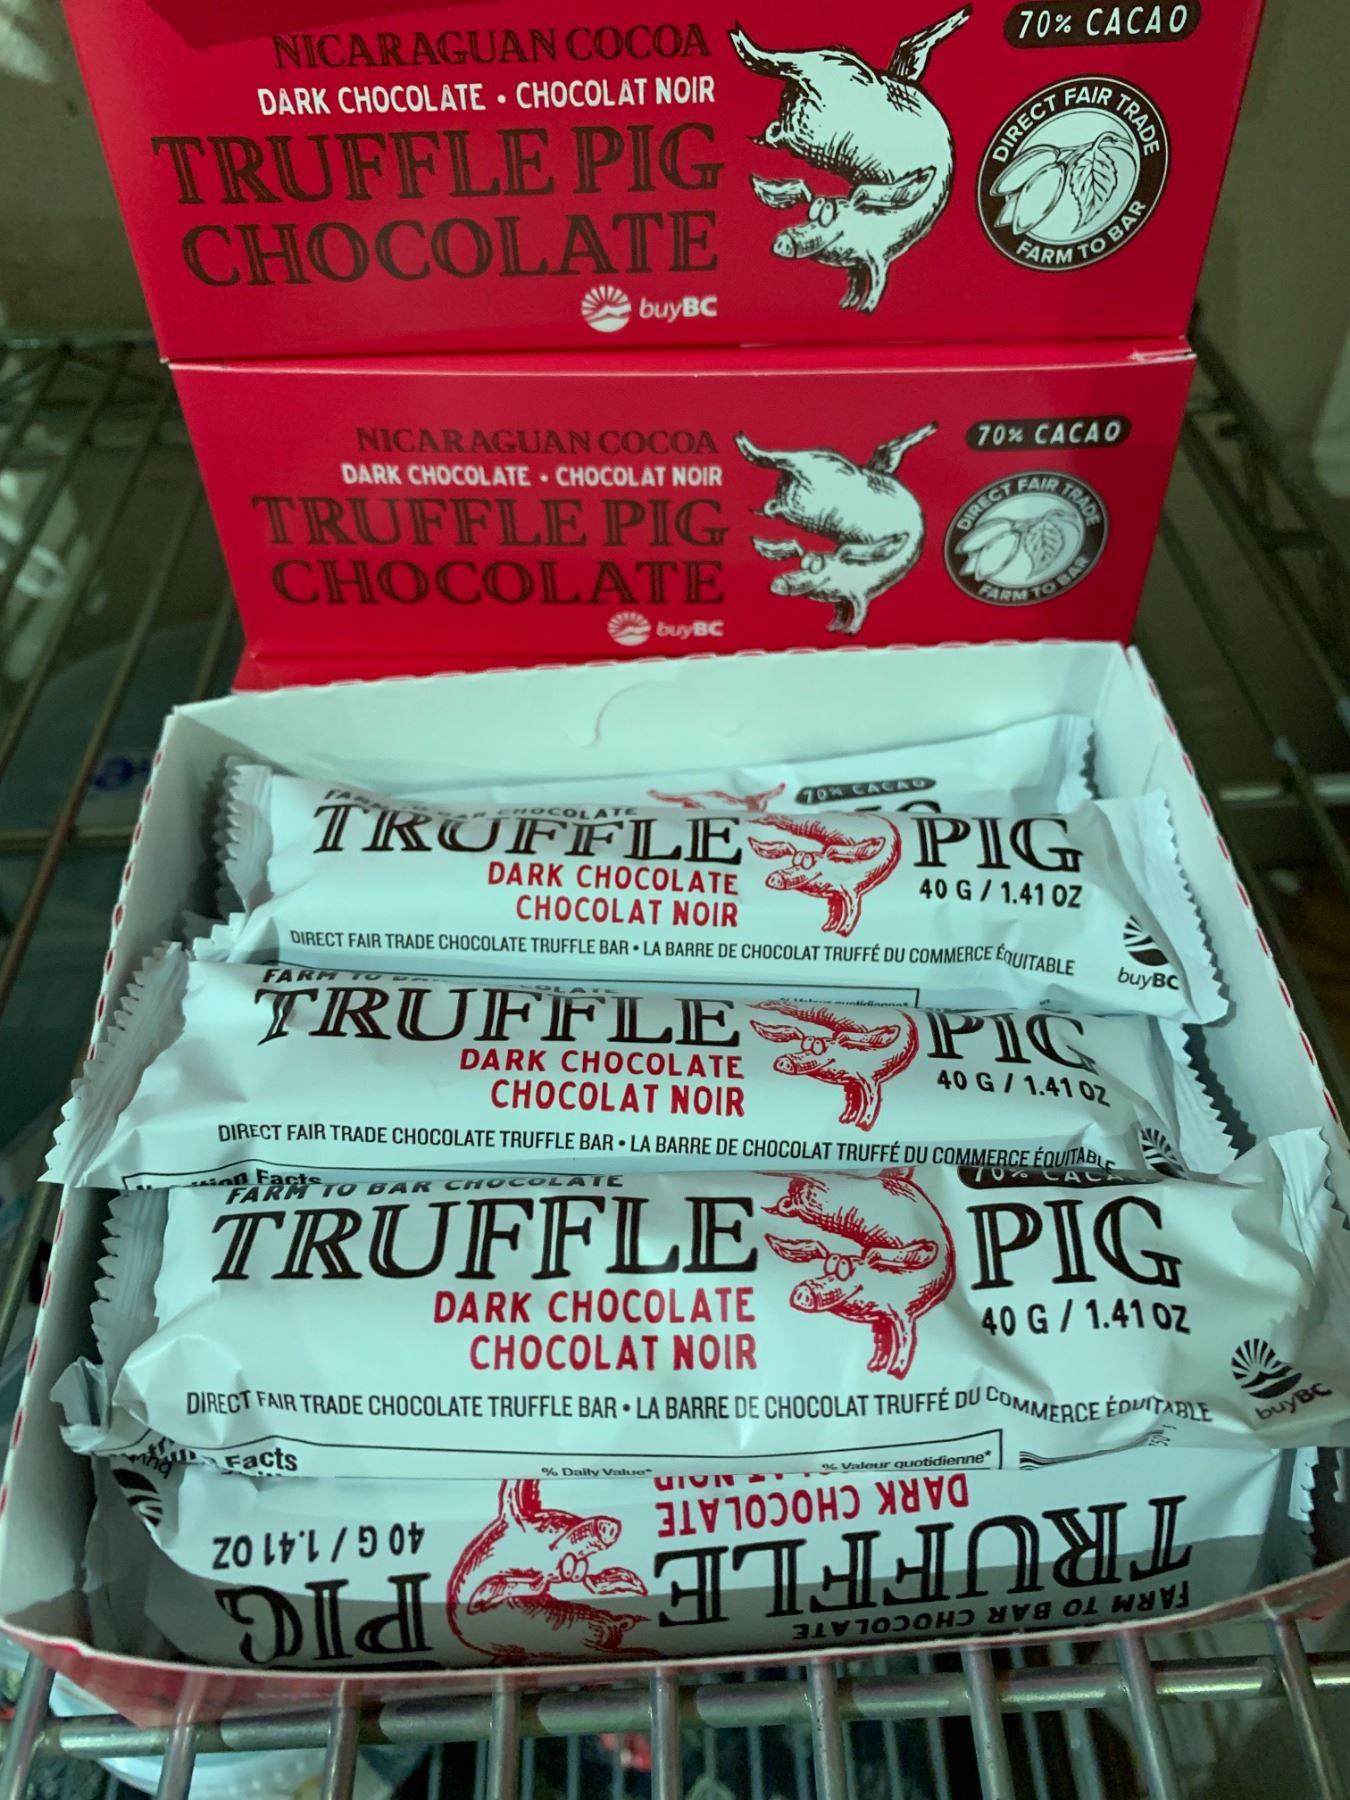 NICARAGUAN COCOA
DARK CHOCOLATE • CHOCOLAT NOIR
TRUFFLE PIG
CHOCOLATE
buyBC
70% CACAO
DIRECT FAIR TRADE
FARM TO BAR
NICARAGUAN COCOA
DARK CHOCOLATE • CHOCOLAT NOIR
TRUFFLE PIG
CHOCOLATE
buyBC
70% CACAO
DIRECT FAIR TRADE
FARM TO BAR
70% CACAO
CHOCOLATE
TRUFFLE PIG
DARK CHOCOLATE
CHOCOLAT NOIR
40 G / 1.41 OZ
DIRECT FAIR TRADE CHOCOLATE TRUFFLE BAR • LA BARRE DE CHOCOLAT TRUFFÉ DU COMMERCE ÉQUITABLE
buyBC
quotidienne*
FARM TO
TRUFFLE PIG
DARK CHOCOLATE
CHOCOLAT NOIR
40 G / 1.41 OZ
DIRECT FAIR TRADE CHOCOLATE TRUFFLE BAR • LA BARRE DE CHOCOLAT TRUFFÉ DU COMMERCE ÉQUITABLE
Facts
FARM TO BAR CHOCOLATE
70% CACAO
TRUFFLE PIG
DARK CHOCOLATE
CHOCOLAT NOIR
40 G / 1.41 OZ
DIRECT FAIR TRADE CHOCOLATE TRUFFLE BAR • LA BARRE DE CHOCOLAT TRUFFÉ DU COMMERCE ÉQUITABLE
buyBC
Facts
% Daily Value*
% Valeur quotidienne*
FARM TO BAR CHOCOLATE
TRUFFLE PIG
DARK CHOCOLATE
40 G / 1.41 OZ